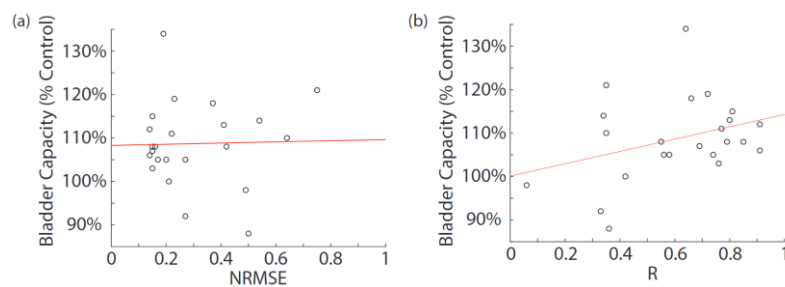 (a)
Bladder Capacity (% Control)
130%
120%
110%
100%
90%
0 0.2 0.4 0.6 0.8 1
NRMSE
(b)
Bladder Capacity (% Control)
130%
120%
110%
100%
90%
0 0.2 0.4 0.6 0.8 1
R